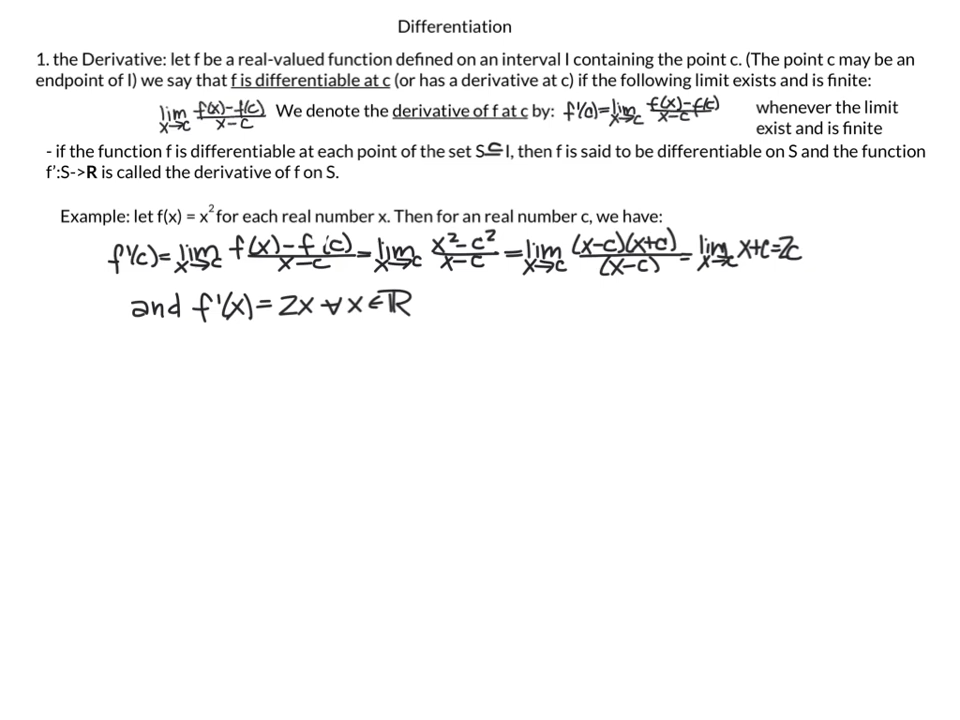 Differentiation
1. the Derivative: let f be a real-valued function defined on an interval I containing the point c. (The point c may be an
endpoint of I) we say that f is differentiable at c (or has a derivative at c) if the following limit exists and is finite:
lim x→c f(x)-f(c) / x-c We denote the derivative of f at c by: f'(c)=lim x→c f(x)-f(c) / x-c whenever the limit
exist and is finite
- if the function f is differentiable at each point of the set S⊆I, then f is said to be differentiable on S and the function
f':S->R is called the derivative of f on S.
Example: let f(x) = x² for each real number x. Then for an real number c, we have:
f'(c)= lim x→c f(x)-f(c) / x-c = lim x→c x²-c² / x-c = lim x→c (x-c)(x+c) / (x-c) = lim x→c x+c=2c
and f'(x)= 2x ∀ x ∈ ℝ